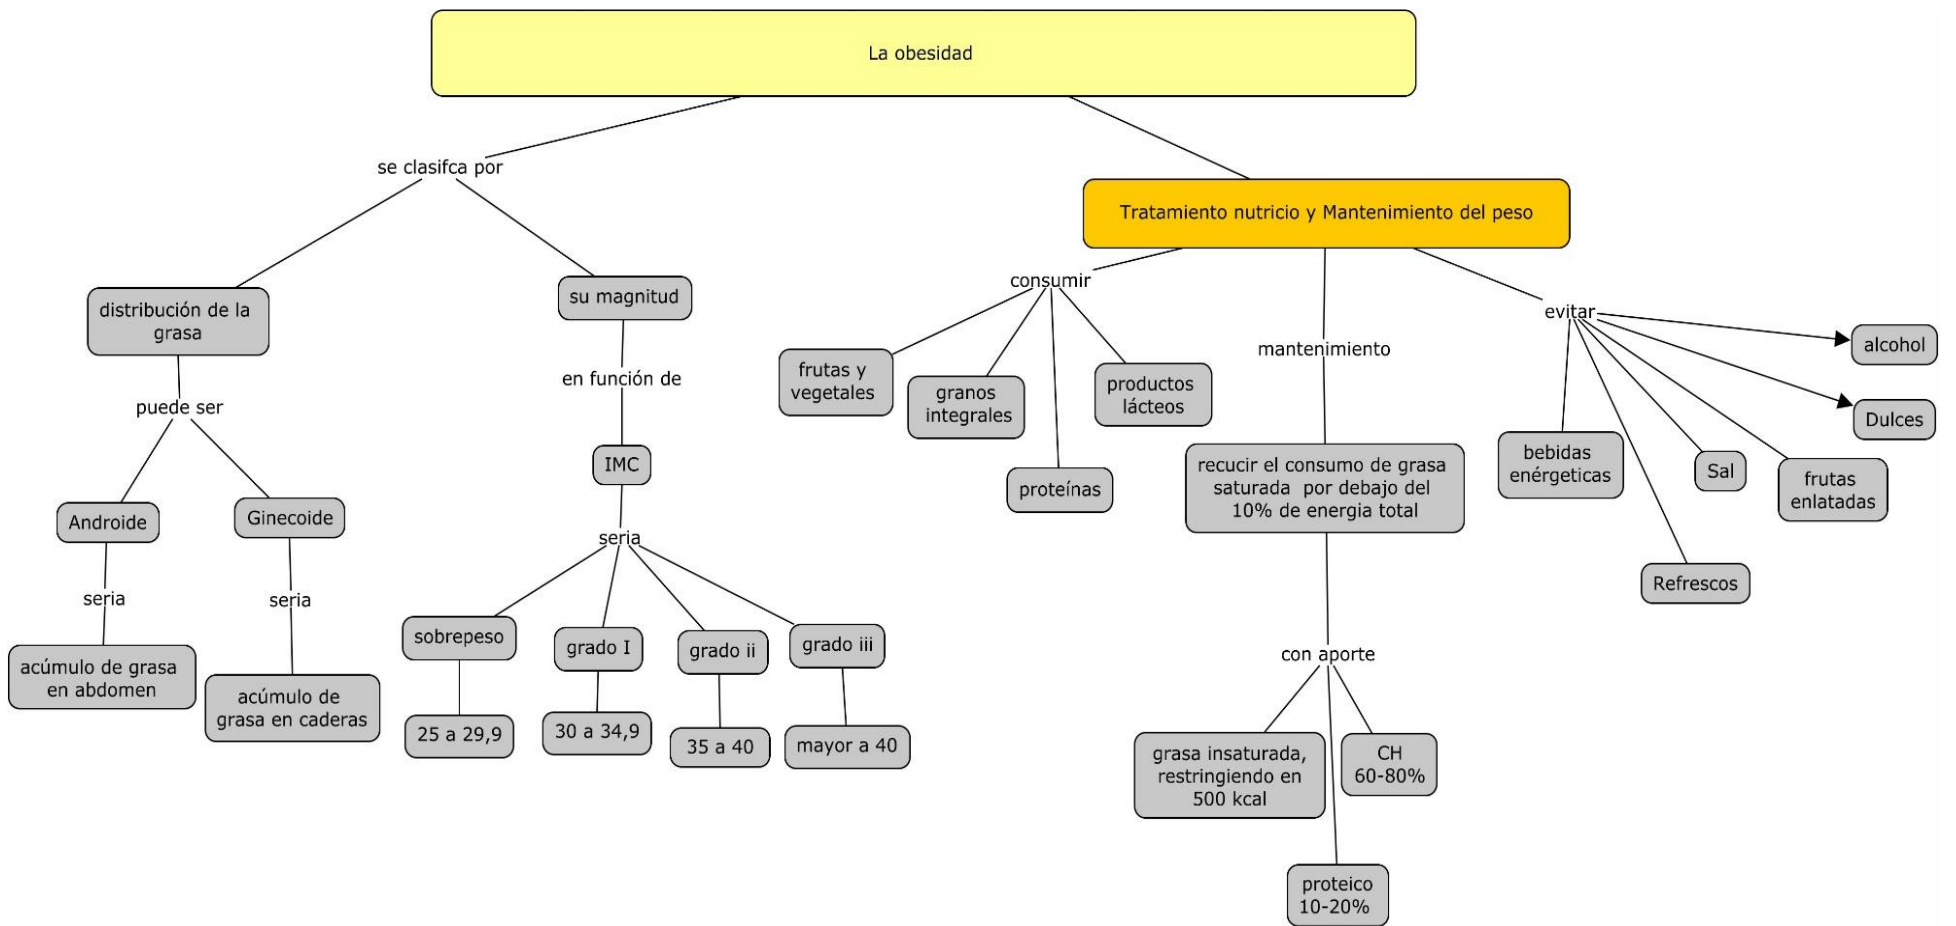 La obesidad
se clasifca por
Tratamiento nutricio y Mantenimiento del peso
distribución de la
grasa
su magnitud
puede ser
en función de
Androide
Ginecoide
IMC
seria
seria
seria
acúmulo de grasa
en abdomen
acúmulo de
grasa en caderas
sobrepeso
grado I
grado ii
grado iii
25 a 29,9
30 a 34,9
35 a 40
mayor a 40
consumir
frutas y
vegetales
granos
integrales
proteínas
productos
lácteos
mantenimiento
recucir el consumo de grasa
saturada por debajo del
10% de energia total
con aporte
grasa insaturada,
restringiendo en
500 kcal
proteico
10-20%
CH
60-80%
evitar
bebidas
enérgeticas
Refrescos
Sal
frutas
enlatadas
Dulces
alcohol